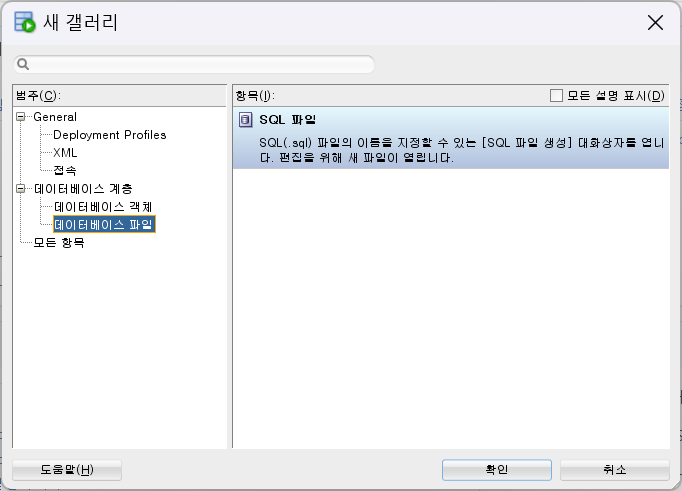 새 갤러리
범주(C):
General
Deployment Profiles
XML
접속
데이터베이스 계층
데이터베이스 객체
데이터베이스 파일
모든 항목
항목(I):
모든 설명 표시(D)
SQL 파일
SQL(.sql) 파일의 이름을 지정할 수 있는 [SQL 파일 생성] 대화상자를 엽니
다. 편집을 위해 새 파일이 열립니다.
도움말(H)
확인
취소